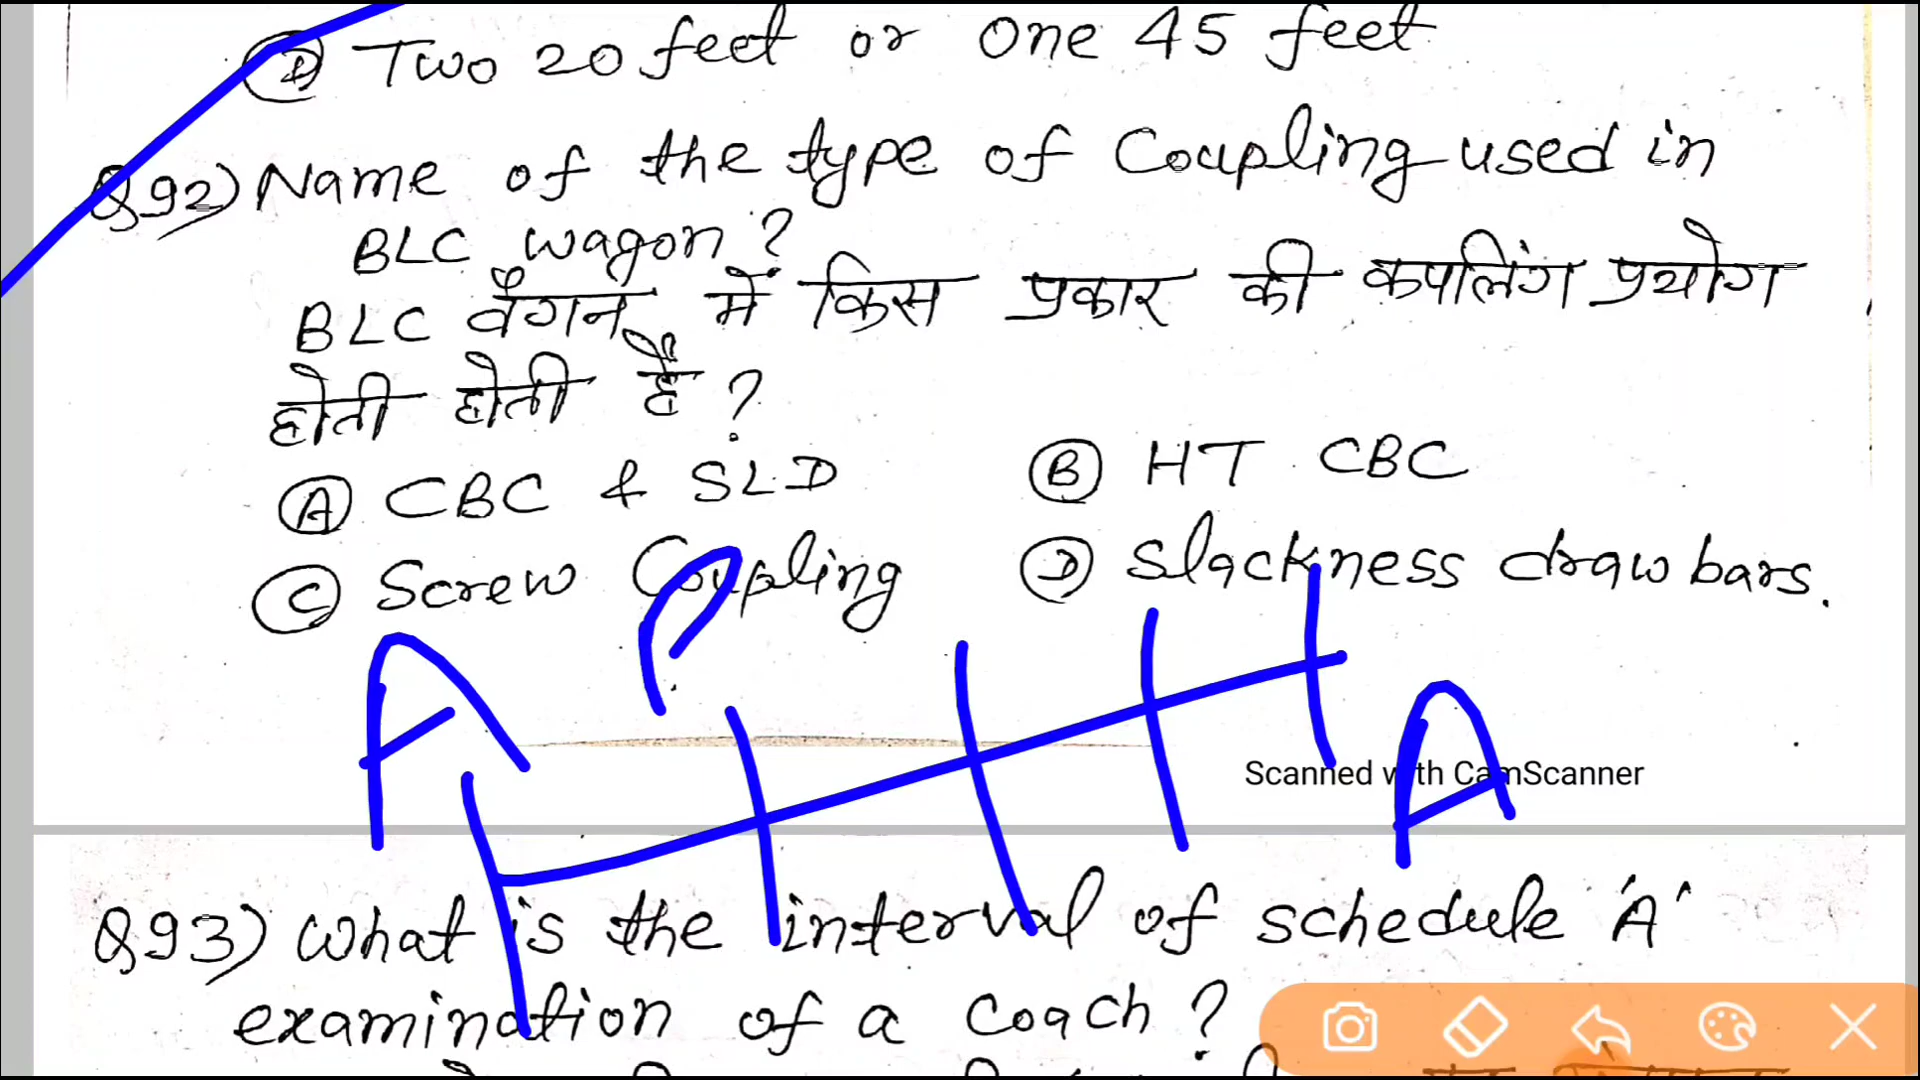 Ⓓ Two 20 feet or One 45 feet
Q92) Name of the type of Coupling used in
BLC wagon?
BLC वैगन में किस प्रकार की कपलिंग प्रयोग
होती होती है ?
Ⓐ CBC & SLD Ⓑ HT CBC
Ⓒ Screw Coupling Ⓓ Slackness draw bars.
A A
Scanned with CamScanner
Q93) What is the interval of schedule 'A'
examination of a Coach ?